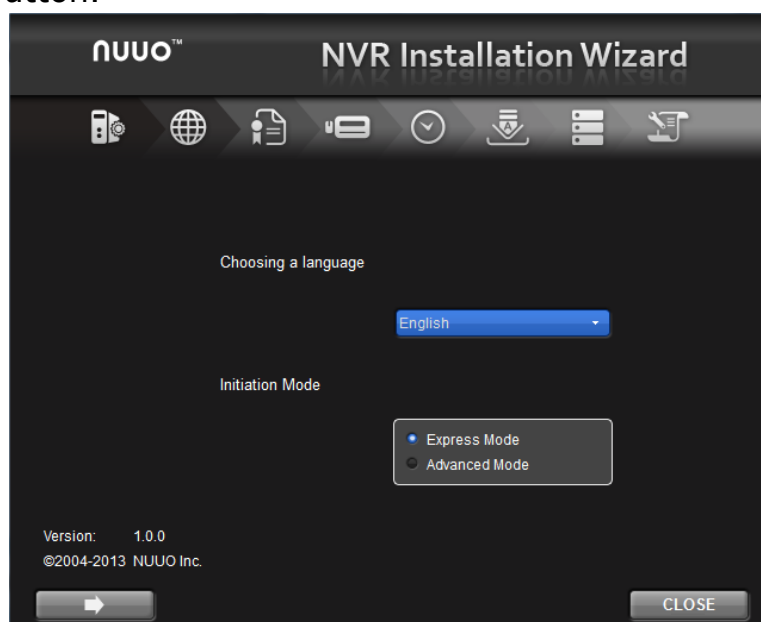 nuuo™ NVR Installation Wizard
Choosing a language
English
Initiation Mode
Express Mode
Advanced Mode
Version: 1.0.0
©2004-2013 NUUO Inc.
CLOSE